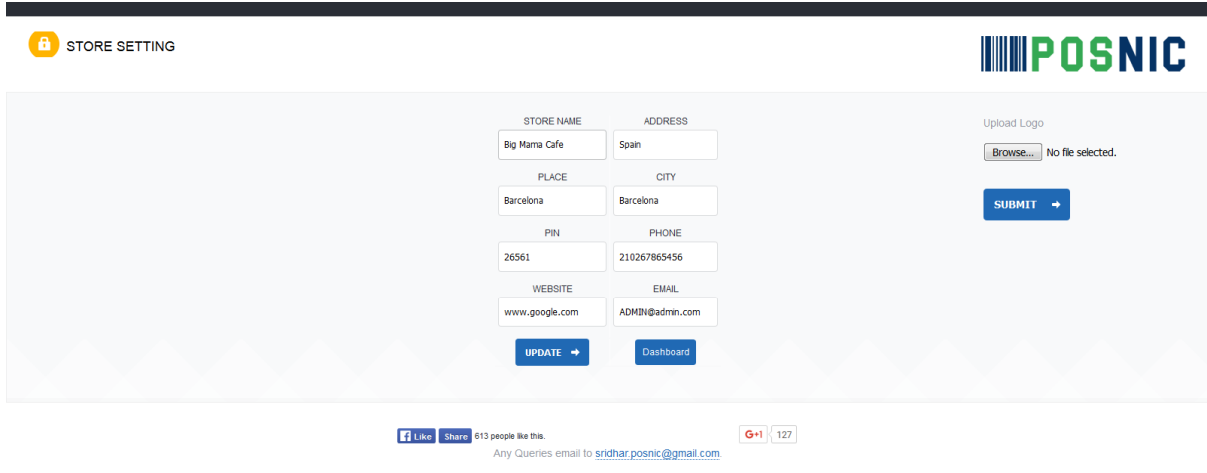 STORE SETTING
POSNIC
STORE NAME ADDRESS
Big Mama Cafe Spain
PLACE CITY
Barcelona Barcelona
PIN PHONE
26561 210267865456
WEBSITE EMAIL
www.google.com ADMIN@admin.com
UPDATE Dashboard
Upload Logo
Browse... No file selected.
SUBMIT
Like Share 613 people like this.
G+1 127
Any Queries email to sridhar.posnic@gmail.com.